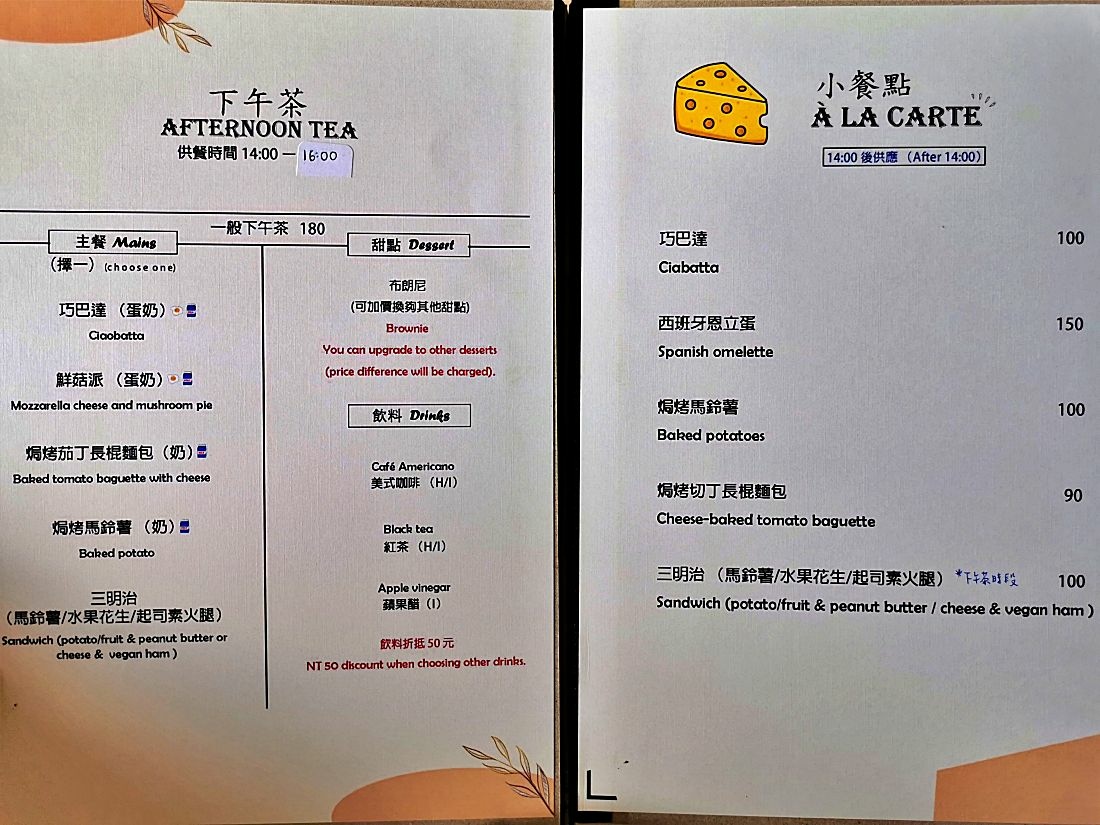 下午茶
AFTERNOON TEA
供餐時間 14:00 — 16:00
一般下午茶 180
主餐 Mains
（擇一）(choose one)
巧巴達 （蛋奶）
Ciaobatta
鮮菇派 （蛋奶）
Mozzarella cheese and mushroom pie
焗烤茄丁長棍麵包（奶）
Baked tomato baguette with cheese
焗烤馬鈴薯 （奶）
Baked potato
三明治
（馬鈴薯/水果花生/起司素火腿）
Sandwich (potato/fruit & peanut butter or
cheese & vegan ham )
甜點 Dessert
布朗尼
(可加價換夠其他甜點)
Brownie
You can upgrade to other desserts
(price difference will be charged).
飲料 Drinks
Café Americano
美式咖啡 （H/I）
Black tea
紅茶 （H/I）
Apple vinegar
蘋果醋（I）
飲料折抵 50 元
NT 50 discount when choosing other drinks.
小餐點
À LA CARTE
14:00 後供應 （After 14:00）
巧巴達 100
Ciabatta
西班牙恩立蛋 150
Spanish omelette
焗烤馬鈴薯 100
Baked potatoes
焗烤切丁長棍麵包 90
Cheese-baked tomato baguette
三明治 （馬鈴薯/水果花生/起司素火腿） *下午茶時段 100
Sandwich (potato/fruit & peanut butter / cheese & vegan ham )